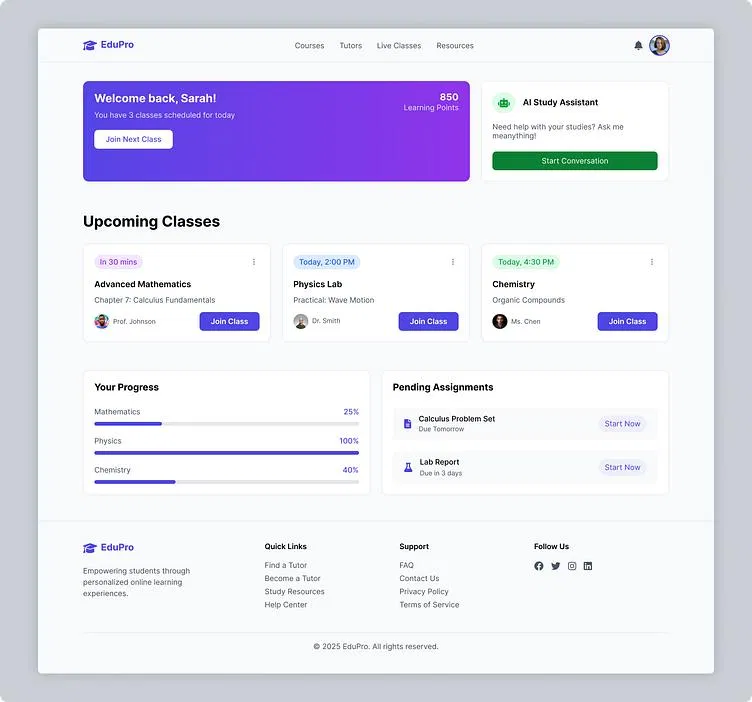 EduPro
Courses
Tutors
Live Classes
Resources
Welcome back, Sarah!
You have 3 classes scheduled for today
Join Next Class
850
Learning Points
AI Study Assistant
Need help with your studies? Ask me
meanything!
Start Conversation
Upcoming Classes
In 30 mins
Advanced Mathematics
Chapter 7: Calculus Fundamentals
Prof. Johnson
Join Class
Today, 2:00 PM
Physics Lab
Practical: Wave Motion
Dr. Smith
Join Class
Today, 4:30 PM
Chemistry
Organic Compounds
Ms. Chen
Join Class
Your Progress
Mathematics
25%
Physics
100%
Chemistry
40%
Pending Assignments
Calculus Problem Set
Due Tomorrow
Start Now
Lab Report
Due in 3 days
Start Now
EduPro
Empowering students through
personalized online learning
experiences.
Quick Links
Find a Tutor
Become a Tutor
Study Resources
Help Center
Support
FAQ
Contact Us
Privacy Policy
Terms of Service
Follow Us
© 2025 EduPro. All rights reserved.